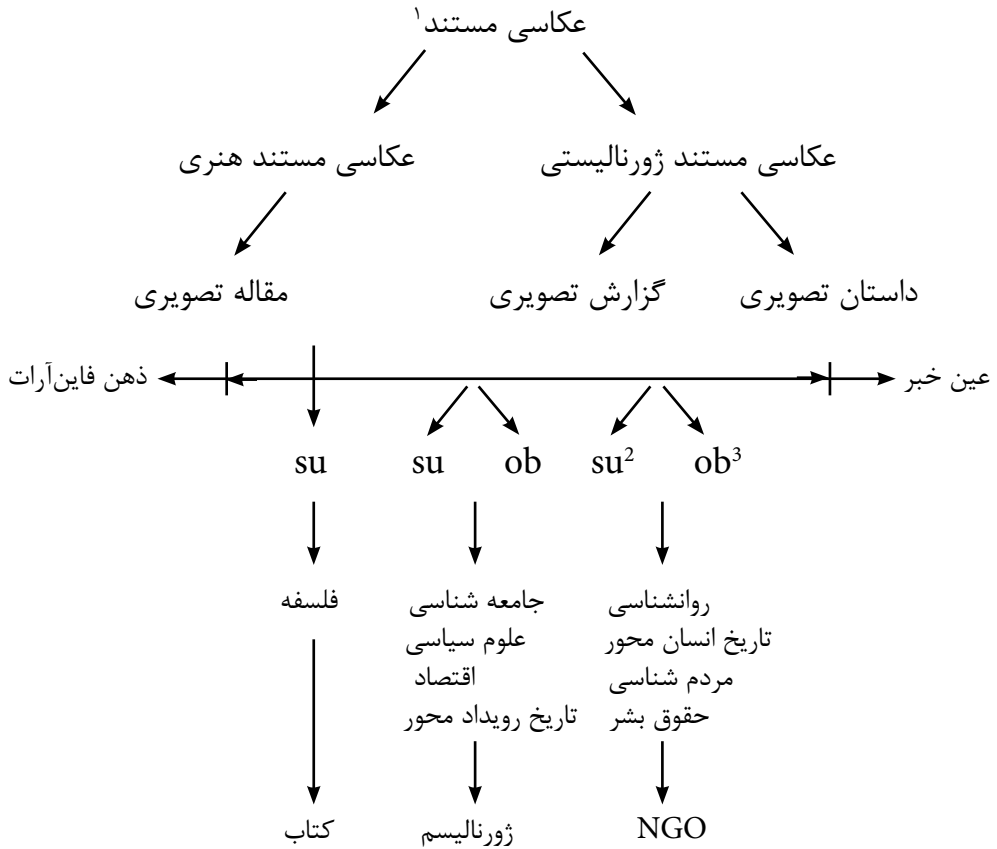 عکاسی مستند۱
عکاسی مستند ژورنالیستی
عکاسی مستند هنری
داستان تصویری
گزارش تصویری
مقاله تصویری
عین خبر
ذهن فاین‌آرات
su
su
ob
su²
ob³
روانشناسی
تاریخ انسان محور
مردم شناسی
حقوق بشر
جامعه شناسی
علوم سیاسی
اقتصاد
تاریخ رویداد محور
فلسفه
NGO
ژورنالیسم
کتاب